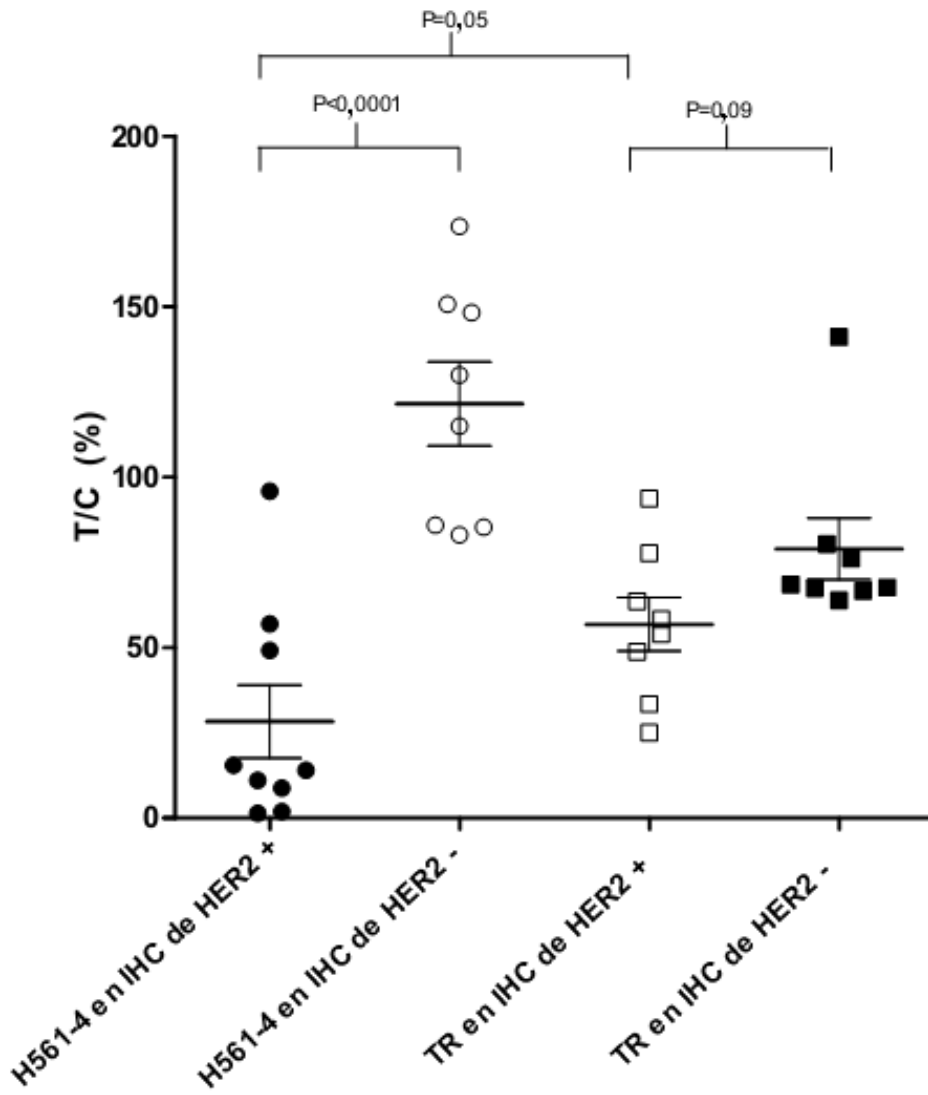 P=0,05
P<0,0001
P=0,09
200
150
100
50
0
T/C (%)
H561-4 en IHC de HER2 +
H561-4 en IHC de HER2 -
TR en IHC de HER2 +
TR en IHC de HER2 -